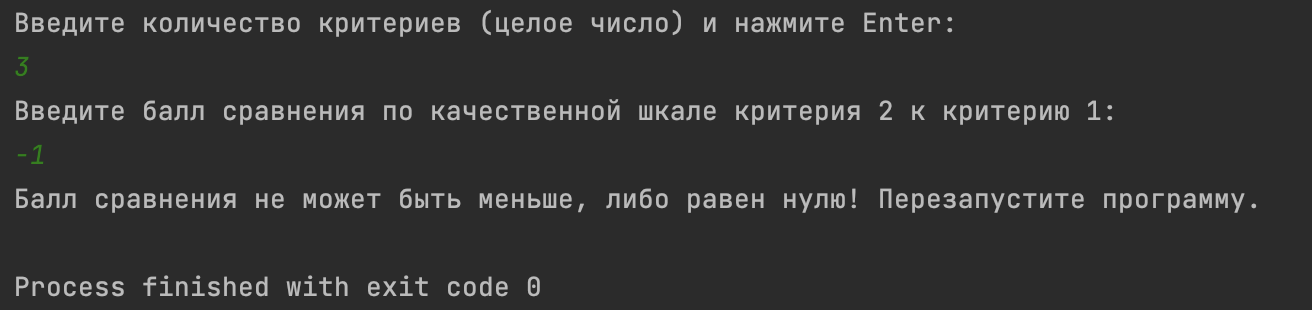 Введите количество критериев (целое число) и нажмите Enter:
3
Введите балл сравнения по качественной шкале критерия 2 к критерию 1:
-1
Балл сравнения не может быть меньше, либо равен нулю! Перезапустите программу.
Process finished with exit code 0